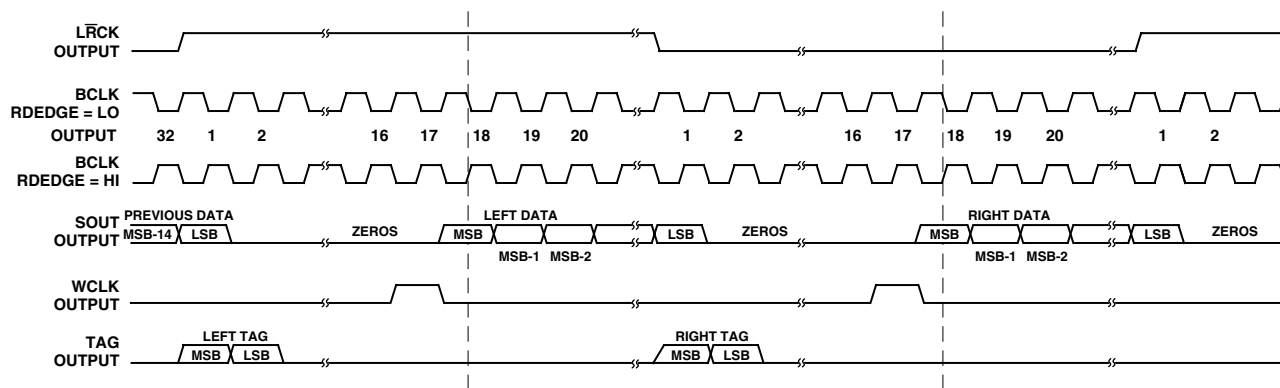 LR̅CK
OUTPUT
BCLK
RDEDGE = LO
OUTPUT
32 1 2 16 17 18 19 20 1 2 16 17 18 19 20 1 2
BCLK
RDEDGE = HI
SOUT
OUTPUT
PREVIOUS DATA LEFT DATA RIGHT DATA
MSB-14 LSB ZEROS MSB LSB ZEROS MSB LSB ZEROS
MSB-1 MSB-2 MSB-1 MSB-2
WCLK
OUTPUT
TAG
OUTPUT
LEFT TAG RIGHT TAG
MSB LSB MSB LSB